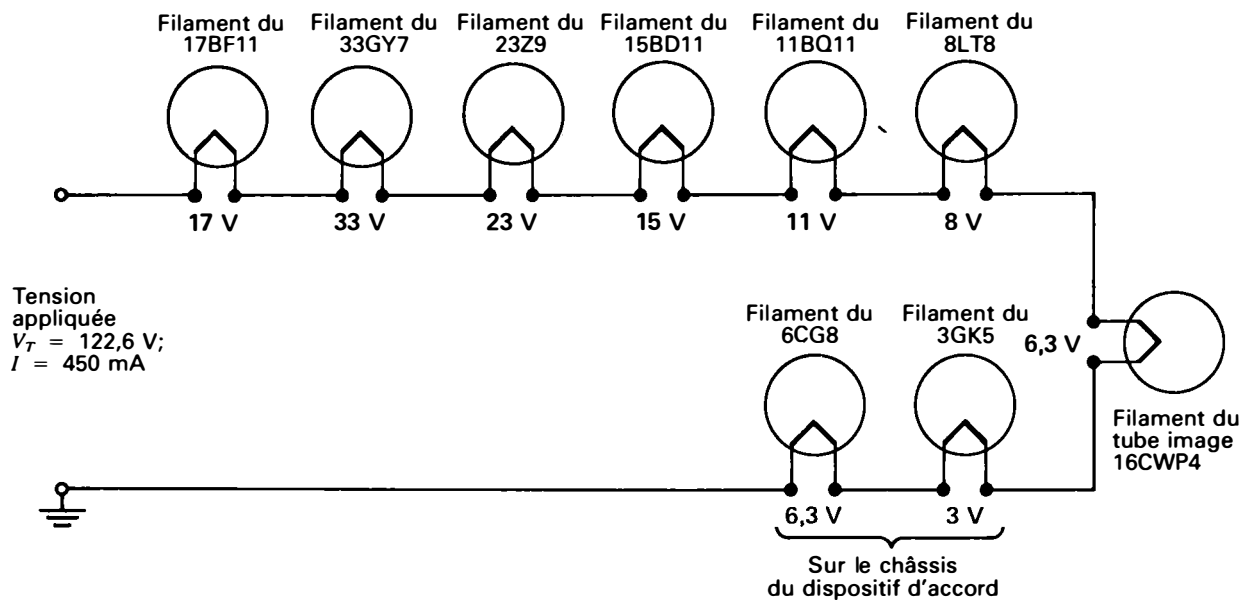 Filament du
17BF11
Filament du
33GY7
Filament du
23Z9
Filament du
15BD11
Filament du
11BQ11
Filament du
8LT8
17 V
33 V
23 V
15 V
11 V
8 V
Tension
appliquée
V_T = 122,6 V;
I = 450 mA
Filament du
6CG8
Filament du
3GK5
6,3 V
Filament du
tube image
16CWP4
6,3 V
3 V
Sur le châssis
du dispositif d'accord